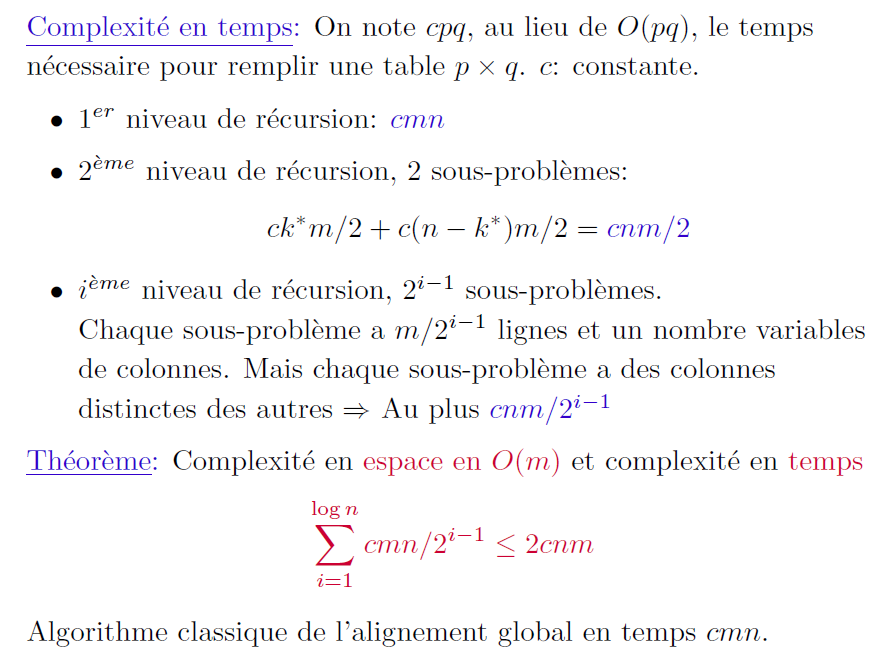 Complexité en temps: On note cpq, au lieu de O(pq), le temps
nécessaire pour remplir une table p × q. c: constante.
• 1^{er} niveau de récursion: cmn
• 2^{ème} niveau de récursion, 2 sous-problèmes:
ck^*m/2 + c(n − k^*)m/2 = cnm/2
• i^{ème} niveau de récursion, 2^{i−1} sous-problèmes.
Chaque sous-problème a m/2^{i−1} lignes et un nombre variables
de colonnes. Mais chaque sous-problème a des colonnes
distinctes des autres ⇒ Au plus cnm/2^{i−1}
Théorème: Complexité en espace en O(m) et complexité en temps
\sum_{i=1}^{log n} cmn/2^{i−1} ≤ 2cnm
Algorithme classique de l'alignement global en temps cmn.